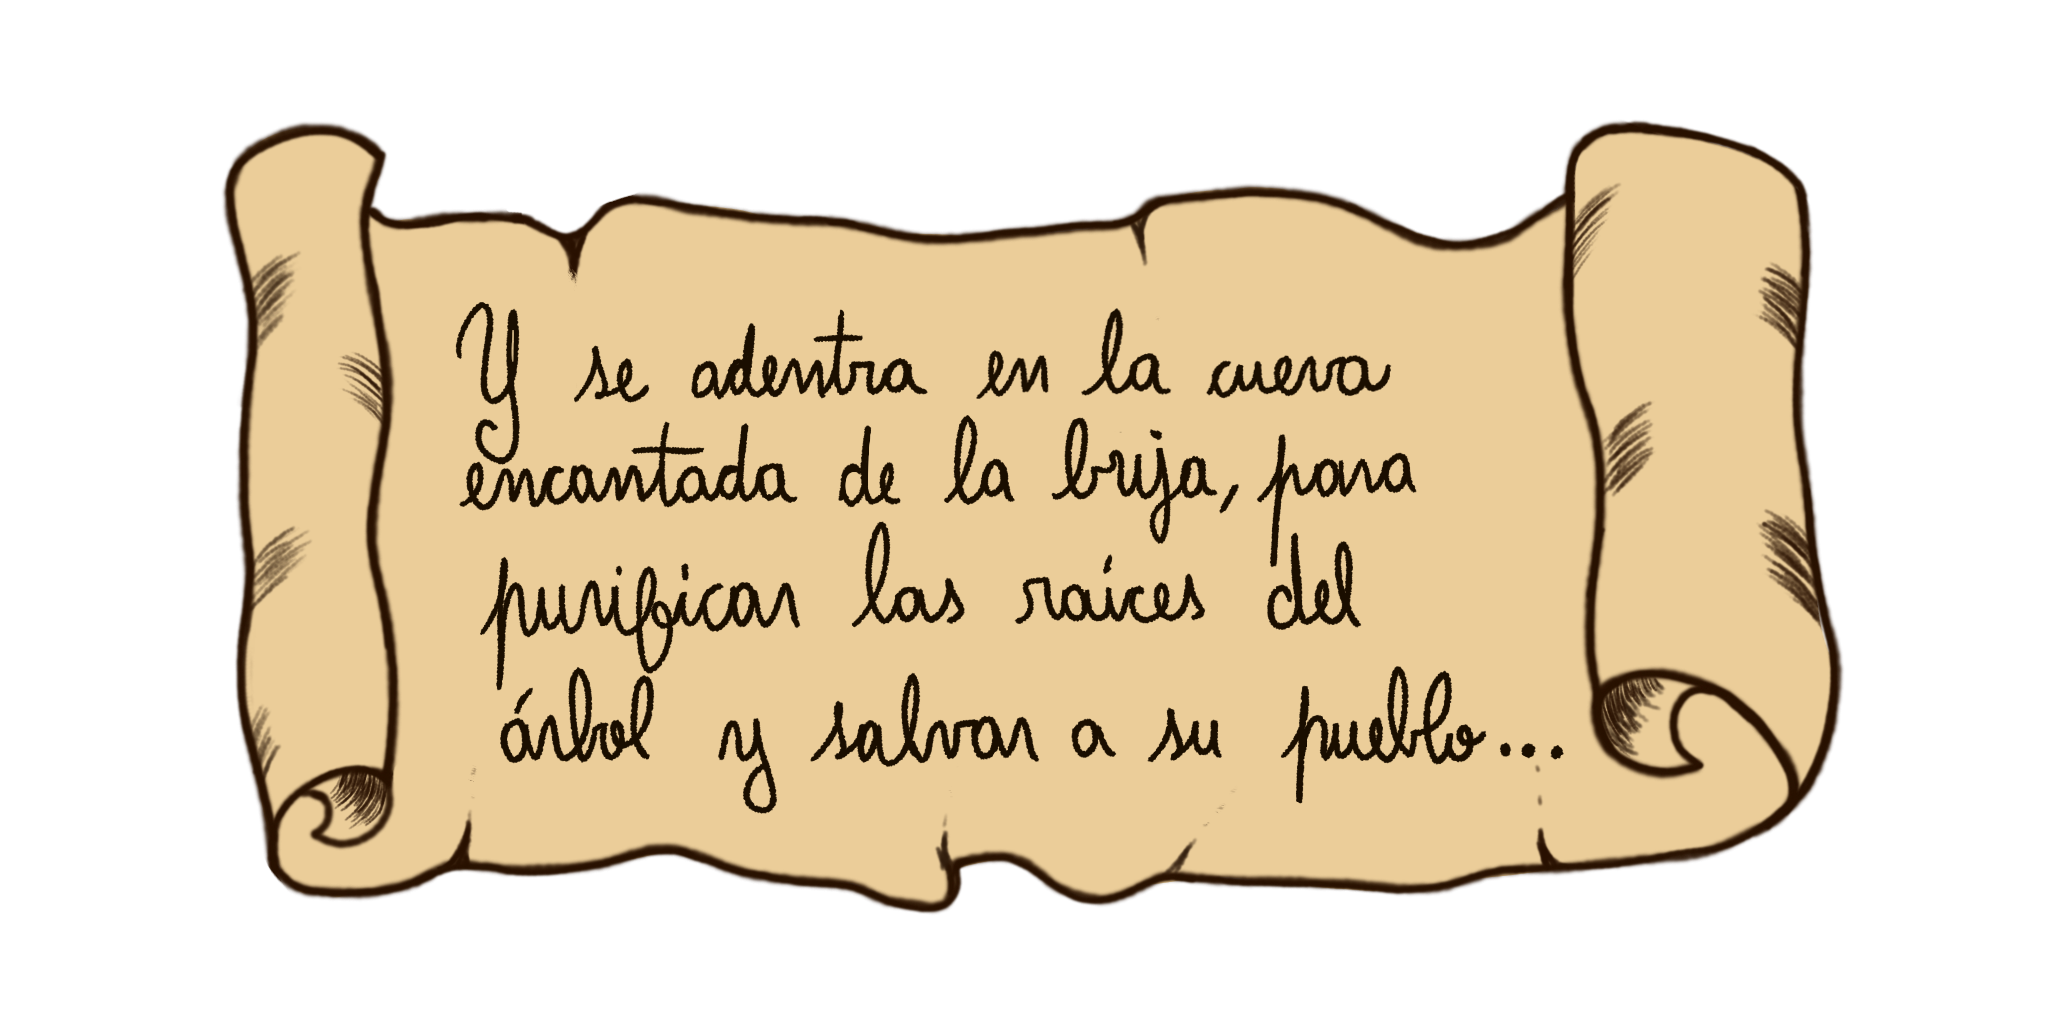 Y se adentra en la cueva
encantada de la bruja, para
purificar las raíces del
árbol y salvar a su pueblo...